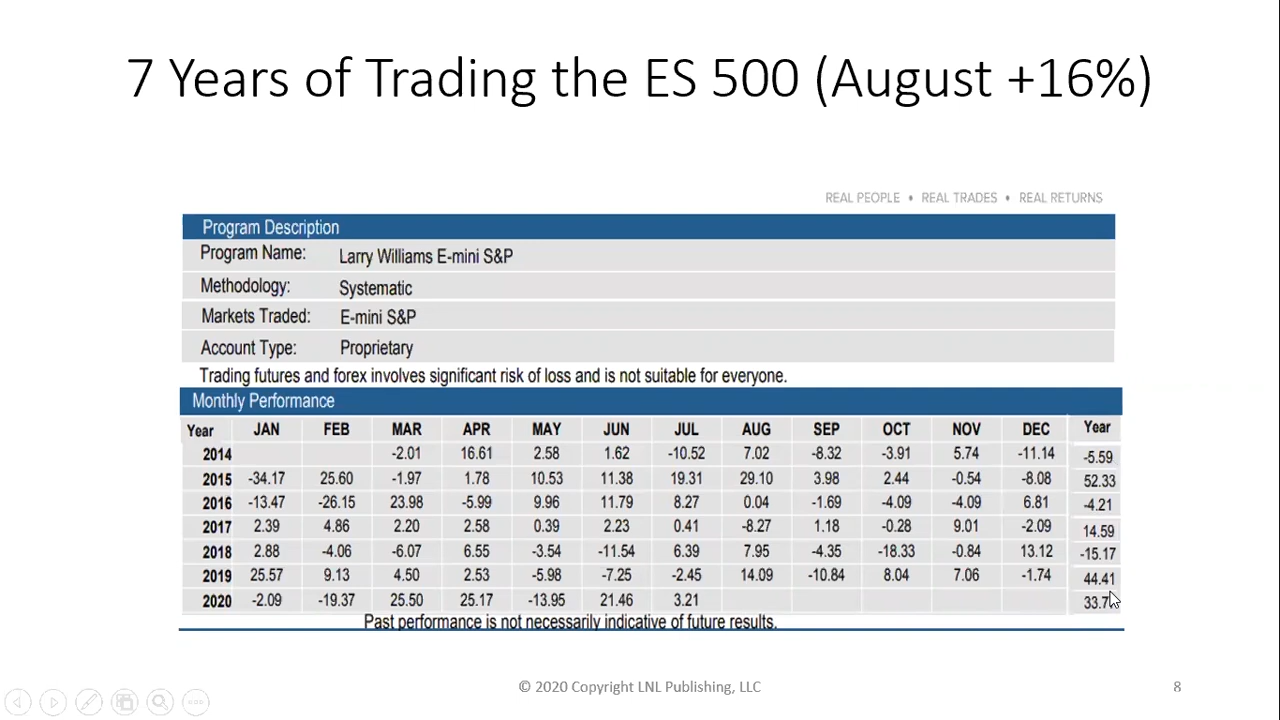 7 Years of Trading the ES 500 (August +16%)
REAL PEOPLE • REAL TRADES • REAL RETURNS
Program Description
Program Name: Larry Williams E-mini S&P
Methodology: Systematic
Markets Traded: E-mini S&P
Account Type: Proprietary
Trading futures and forex involves significant risk of loss and is not suitable for everyone.
Monthly Performance
Year JAN FEB MAR APR MAY JUN JUL AUG SEP OCT NOV DEC Year
2014 -2.01 16.61 2.58 1.62 -10.52 7.02 -8.32 -3.91 5.74 -11.14 -5.59
2015 -34.17 25.60 -1.97 1.78 10.53 11.38 19.31 29.10 3.98 2.44 -0.54 -8.08 52.33
2016 -13.47 -26.15 23.98 -5.99 9.96 11.79 8.27 0.04 -1.69 -4.09 -4.09 6.81 -4.21
2017 2.39 4.86 2.20 2.58 0.39 2.23 0.41 -8.27 1.18 -0.28 9.01 -2.09 14.59
2018 2.88 -4.06 -6.07 6.55 -3.54 -11.54 6.39 7.95 -4.35 -18.33 -0.84 13.12 -15.17
2019 25.57 9.13 4.50 2.53 -5.98 -7.25 -2.45 14.09 -10.84 8.04 7.06 -1.74 44.41
2020 -2.09 -19.37 25.50 25.17 -13.95 21.46 3.21
Past performance is not necessarily indicative of future results.
© 2020 Copyright LNL Publishing, LLC
8